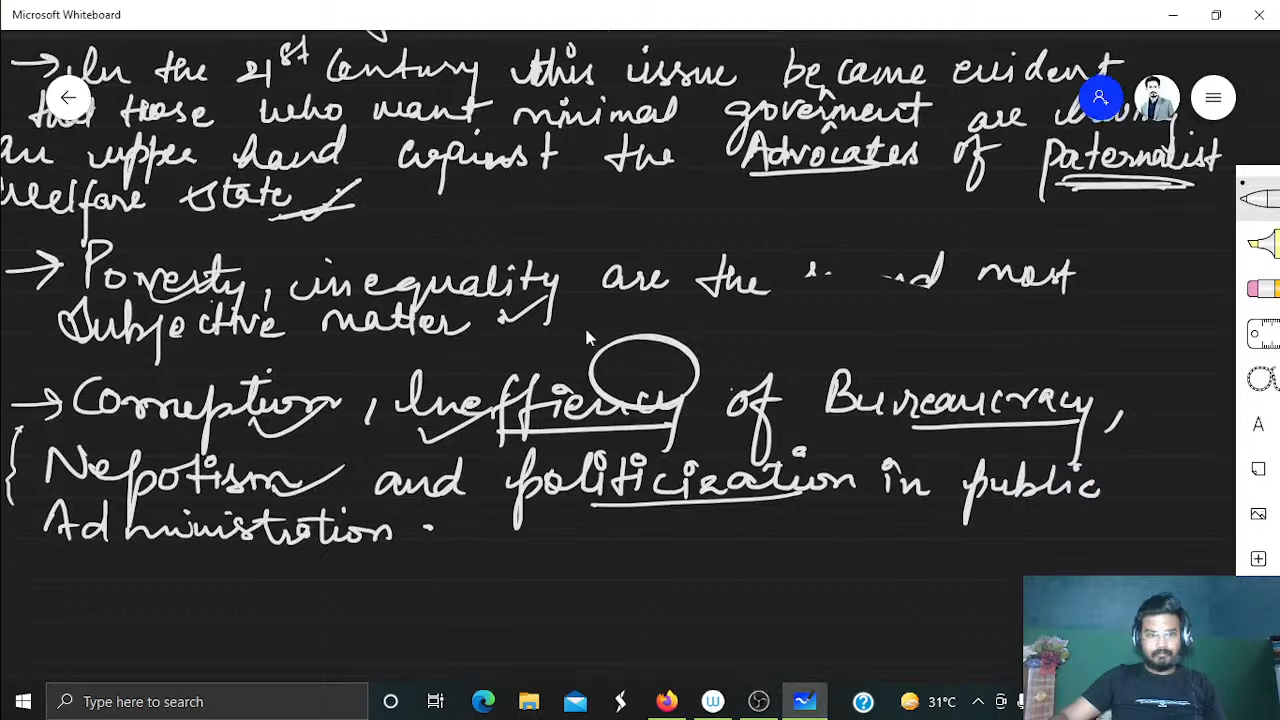 Microsoft Whiteboard
→ In the 21st Century this issue became evident
that those who want minimal government are
an upper hand against the Advocates of paternalist
Welfare State
→ Poverty, inequality are the most
Subjective matter
→ Corruption, Inefficiency of Bureaucracy,
Nepotism and politicization in public
Administration.
A
Type here to search
31°C